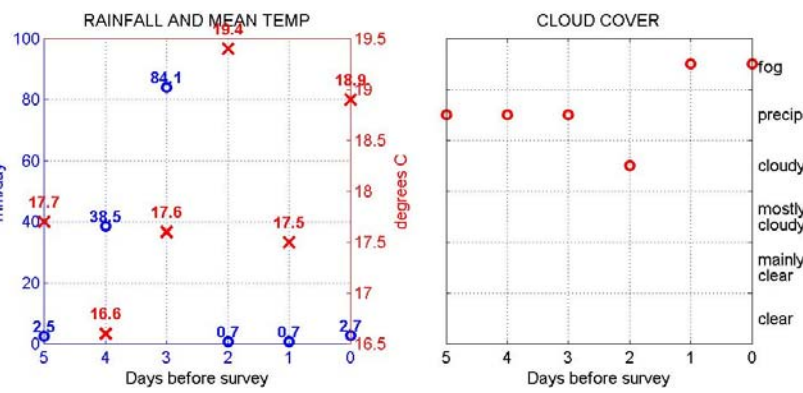 RAINFALL AND MEAN TEMP
100
80
60
40
20
0
mm/day
17.7
2.5
38.5
16.6
84.1
17.6
19.4
0.7
17.5
0.7
18.9
2.7
19.5
19
18.5
18
17.5
17
16.5
degrees C
5 4 3 2 1 0
Days before survey
CLOUD COVER
fog
precip
cloudy
mostly
cloudy
mainly
clear
clear
5 4 3 2 1 0
Days before survey